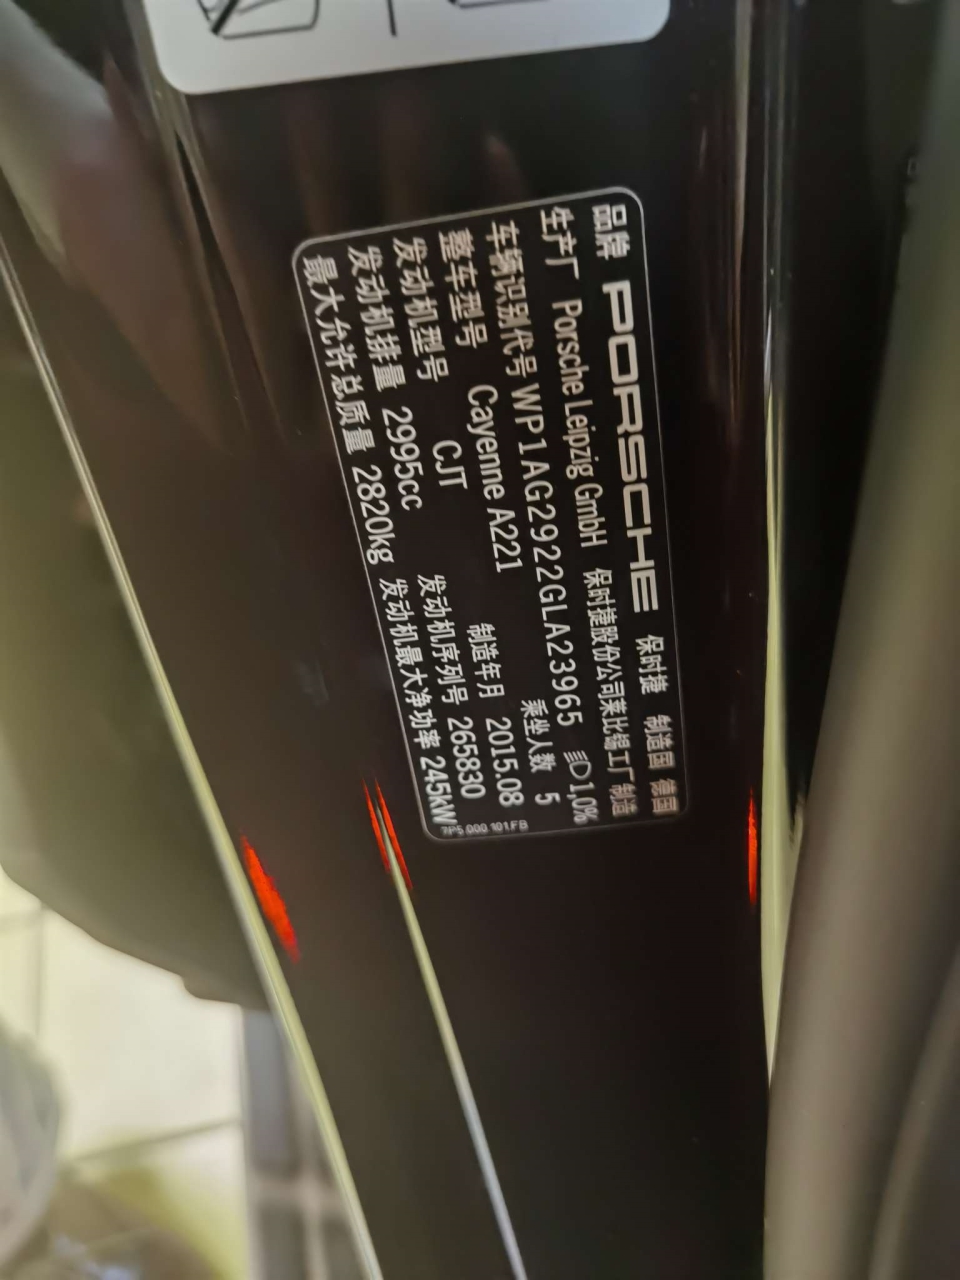 品牌 PORSCHE 保时捷 制造国 德国
生产厂 Porsche Leipzig GmbH 保时捷股份公司莱比锡工厂制造
车辆识别代号 WP1AG2922GLA23965 1,0%
整车型号 Cayenne A221 乘坐人数 5
发动机型号 CJT 制造年月 2015.08
发动机排量 2995cc 发动机序列号 265830
最大允许总质量 2820kg 发动机最大净功率 245kW
7P5.000.101.FB